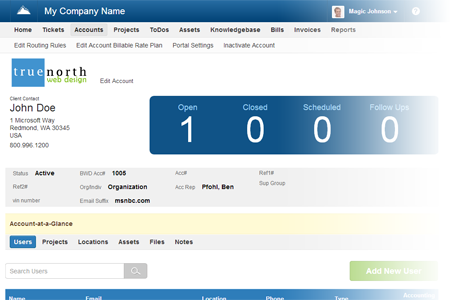 My Company Name
Magic Johnson
Home Tickets Accounts Projects ToDos Assets Knowledgebase Bills Invoices Reports
Edit Routing Rules Edit Account Billable Rate Plan Portal Settings Inactivate Account
true north
web design
Edit Account
Client Contact
John Doe
1 Microsoft Way
Redmond, WA 30345
USA
800 996 1200
Open Closed Scheduled Follow Ups
1 0 0 0
Status Active BWD Acc# 1005 Acc# Ref1#
Ref2# Org/Indiv Organization Acc Rep Pfohl, Ben Sup Group
vin number Email Suffix msnbc.com
Account-at-a-Glance
Users Projects Locations Assets Files Notes
Search Users
Add New User
Name Email Location Phone Accounting